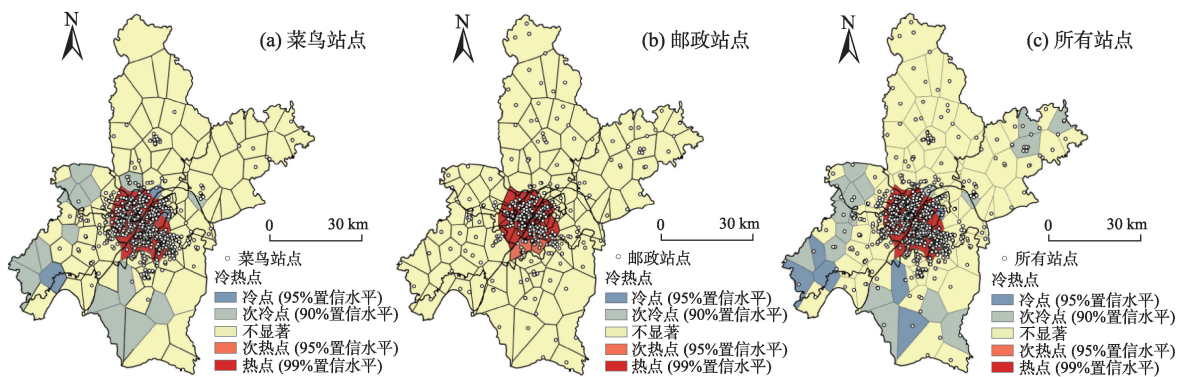 N
(a) 菜鸟站点
0 30 km
菜鸟站点
冷热点
冷点 (95%置信水平)
次冷点 (90%置信水平)
不显著
次热点 (95%置信水平)
热点 (99%置信水平)
N
(b) 邮政站点
0 30 km
邮政站点
冷热点
冷点 (95%置信水平)
次冷点 (90%置信水平)
不显著
次热点 (95%置信水平)
热点 (99%置信水平)
N
(c) 所有站点
0 30 km
所有站点
冷热点
冷点 (95%置信水平)
次冷点 (90%置信水平)
不显著
次热点 (95%置信水平)
热点 (99%置信水平)